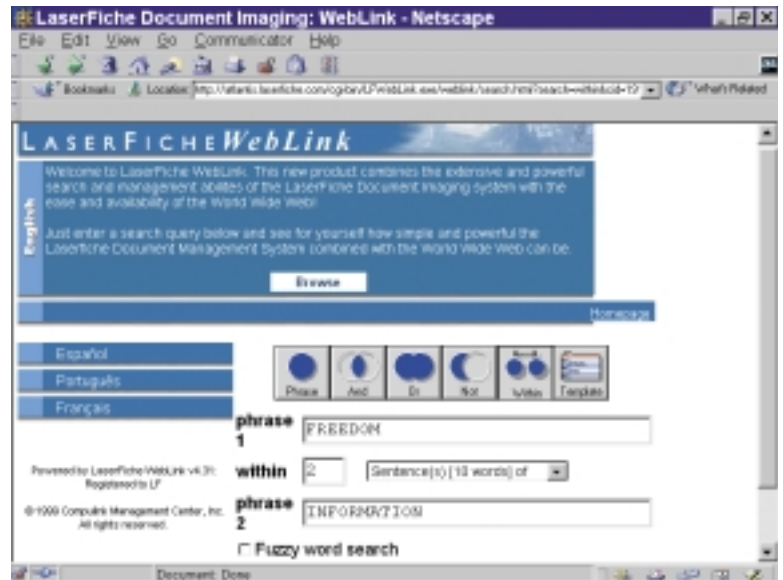 LaserFiche Document Imaging: WebLink - Netscape
File Edit View Go Communicator Help
Bookmarks Location: What's Related
LASERFICHE WebLink
English
Welcome to LaserFiche WebLink. This new product combines the extensive and powerful
search and management abilites of the LaserFiche Document Imaging system with the
ease and availability of the World Wide Web!
Just enter a search query below and see for yourself how simple and powerful the
Laserfiche Document Management System combined with the World Wide Web can be.
Browse
Homepage
Español
Português
Français
Phrase And Or Not Within Template
phrase 1 FREEDOM
within 2 Sentence(s) [10 words] of
phrase 2 INFORMATION
Fuzzy word search
Powered by LaserFiche WebLink v4.31:
Registered to LF
©1999 Compulink Management Center, Inc.
All rights reserved.
Document: Done